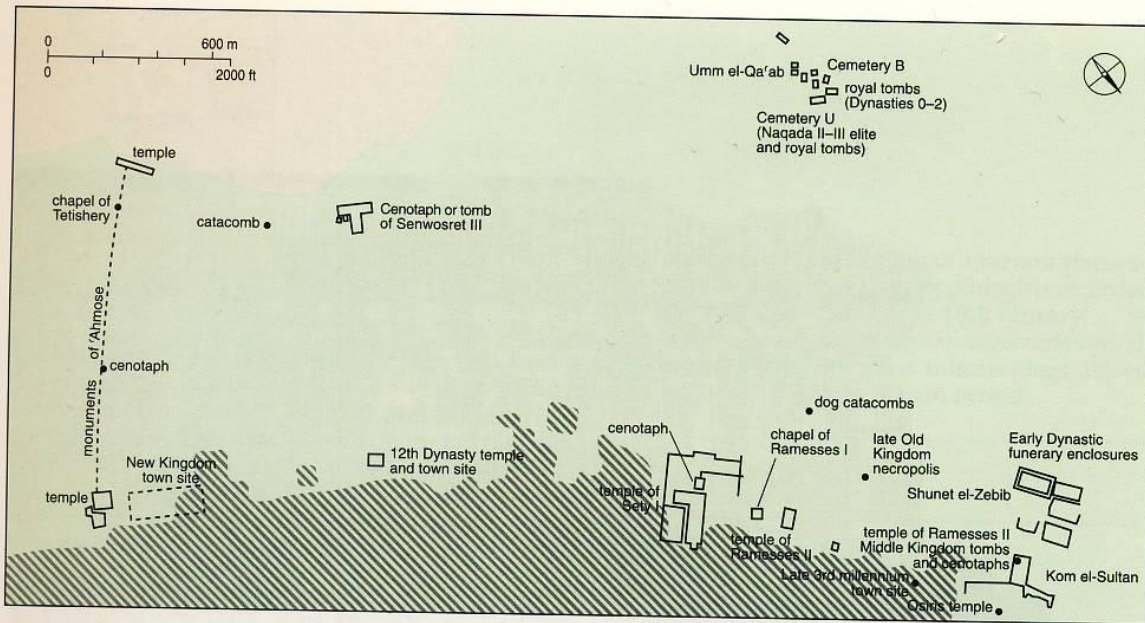 0 600 m
0 2000 ft
Umm el-Qaʿab
Cemetery B
royal tombs
(Dynasties 0–2)
Cemetery U
(Naqada II–III elite
and royal tombs)
temple
chapel of
Tetishery
catacomb
Cenotaph or tomb
of Senwosret III
monuments of ʿAhmose
cenotaph
temple
New Kingdom
town site
12th Dynasty temple
and town site
cenotaph
temple of
Sety I
dog catacombs
chapel of
Ramesses I
temple of
Ramesses II
late Old
Kingdom
necropolis
Early Dynastic
funerary enclosures
Shunet el-Zebib
temple of Ramesses II
Middle Kingdom tombs
and cenotaphs
Kom el-Sultan
Late 3rd millennium
town site
Osiris temple